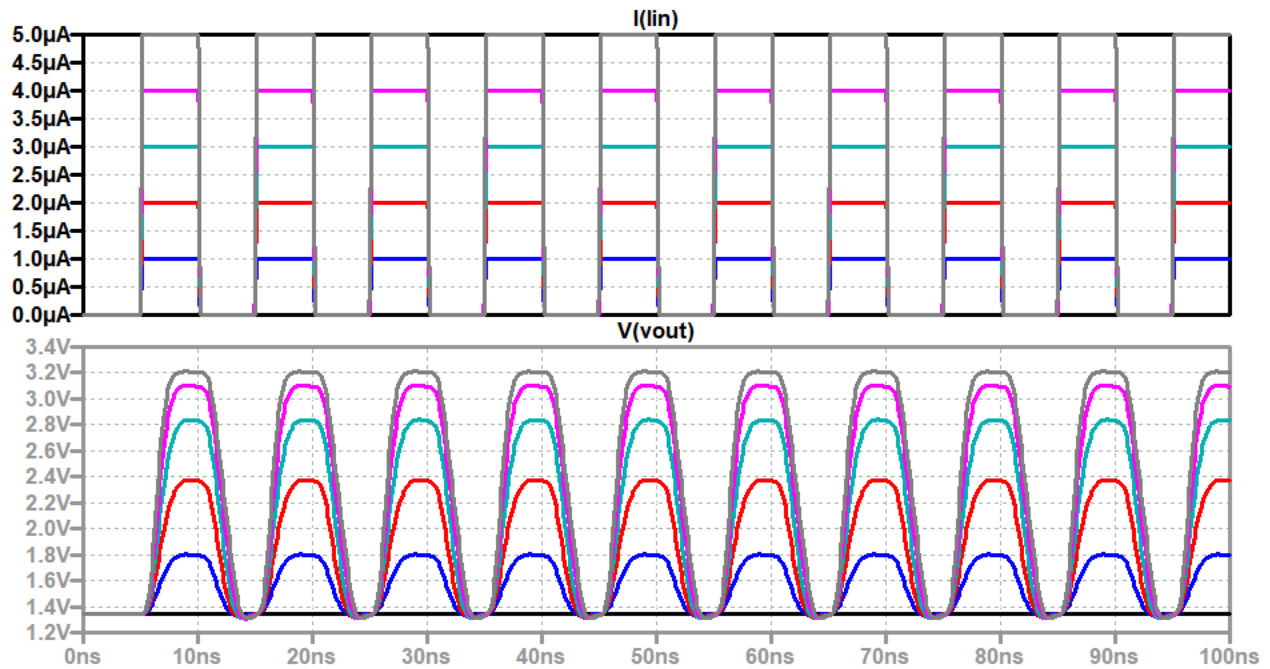 I(lin)
5.0µA
4.5µA
4.0µA
3.5µA
3.0µA
2.5µA
2.0µA
1.5µA
1.0µA
0.5µA
0.0µA
V(vout)
3.4V
3.2V
3.0V
2.8V
2.6V
2.4V
2.2V
2.0V
1.8V
1.6V
1.4V
1.2V
0ns 10ns 20ns 30ns 40ns 50ns 60ns 70ns 80ns 90ns 100ns